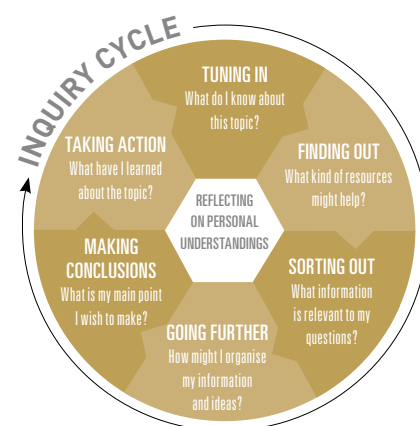 INQUIRY CYCLE
TUNING IN
What do I know about
this topic?
FINDING OUT
What kind of resources
might help?
SORTING OUT
What information
is relevant to my
questions?
GOING FURTHER
How might I organise
my information
and ideas?
MAKING
CONCLUSIONS
What is my main point
I wish to make?
TAKING ACTION
What have I learned
about the topic?
REFLECTING
ON PERSONAL
UNDERSTANDINGS